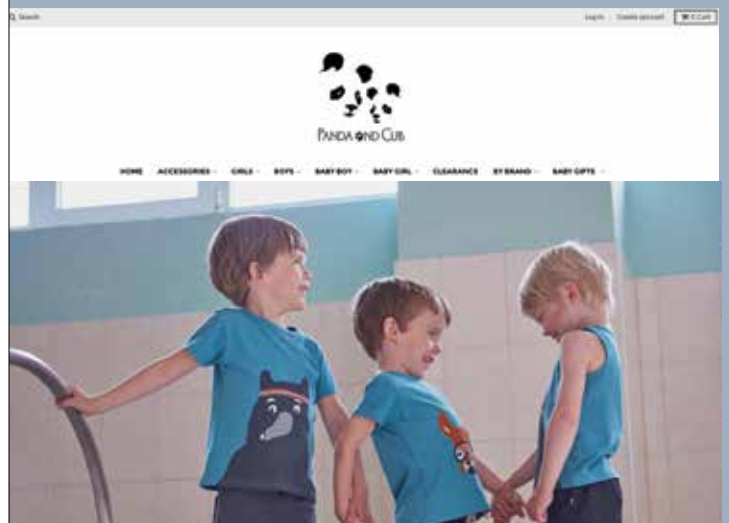 Search
Log in Create account 0 Cart
PANDA AND CUB
HOME ACCESSORIES GIRLS BOYS BABY BOY BABY GIRL CLEARANCE BY BRAND BABY GIFTS